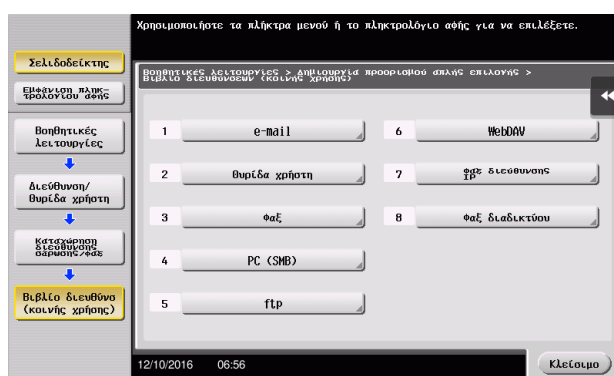 Χρησιμοποιήστε τα πλήκτρα μενού ή το πληκτρολόγιο αφής για να επιλέξετε.
Σελιδοδείκτης
Εμφάνιση πληκ-
τρολογίου αφής
Βοηθητικές λειτουργίες > Δημιουργία προορισμού απλής επιλογής >
Βιβλίο διευθύνσεων (κοινής χρήσης)
Βοηθητικές
λειτουργίες
Διεύθυνση/
Θυρίδα χρήστη
Καταχώρηση
διεύθυνσης
σάρωσης/φαξ
Βιβλίο διευθύνσ
(κοινής χρήσης)
1 e-mail
2 Θυρίδα χρήστη
3 Φαξ
4 PC (SMB)
5 ftp
6 WebDAV
7 Φαξ διεύθυνσης
IP
8 Φαξ διαδικτύου
12/10/2016 06:56
Κλείσιμο